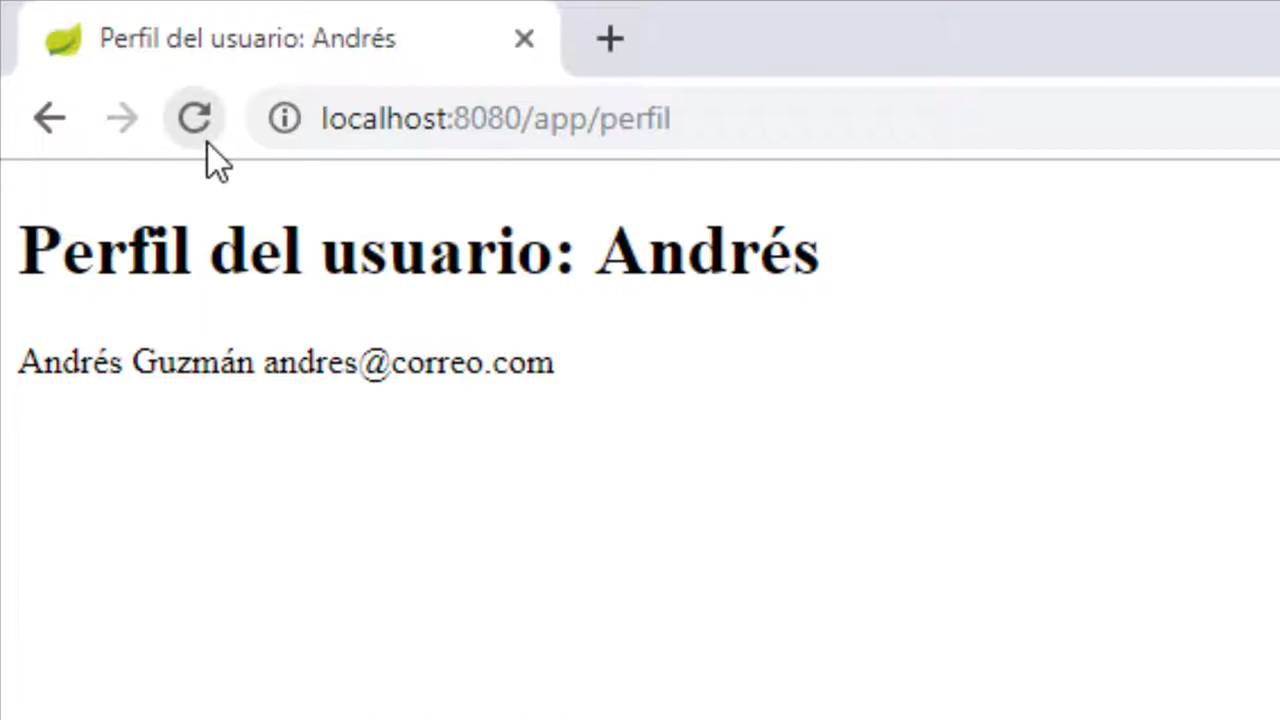 Perfil del usuario: Andrés
localhost:8080/app/perfil
Perfil del usuario: Andrés
Andrés Guzmán andres@correo.com